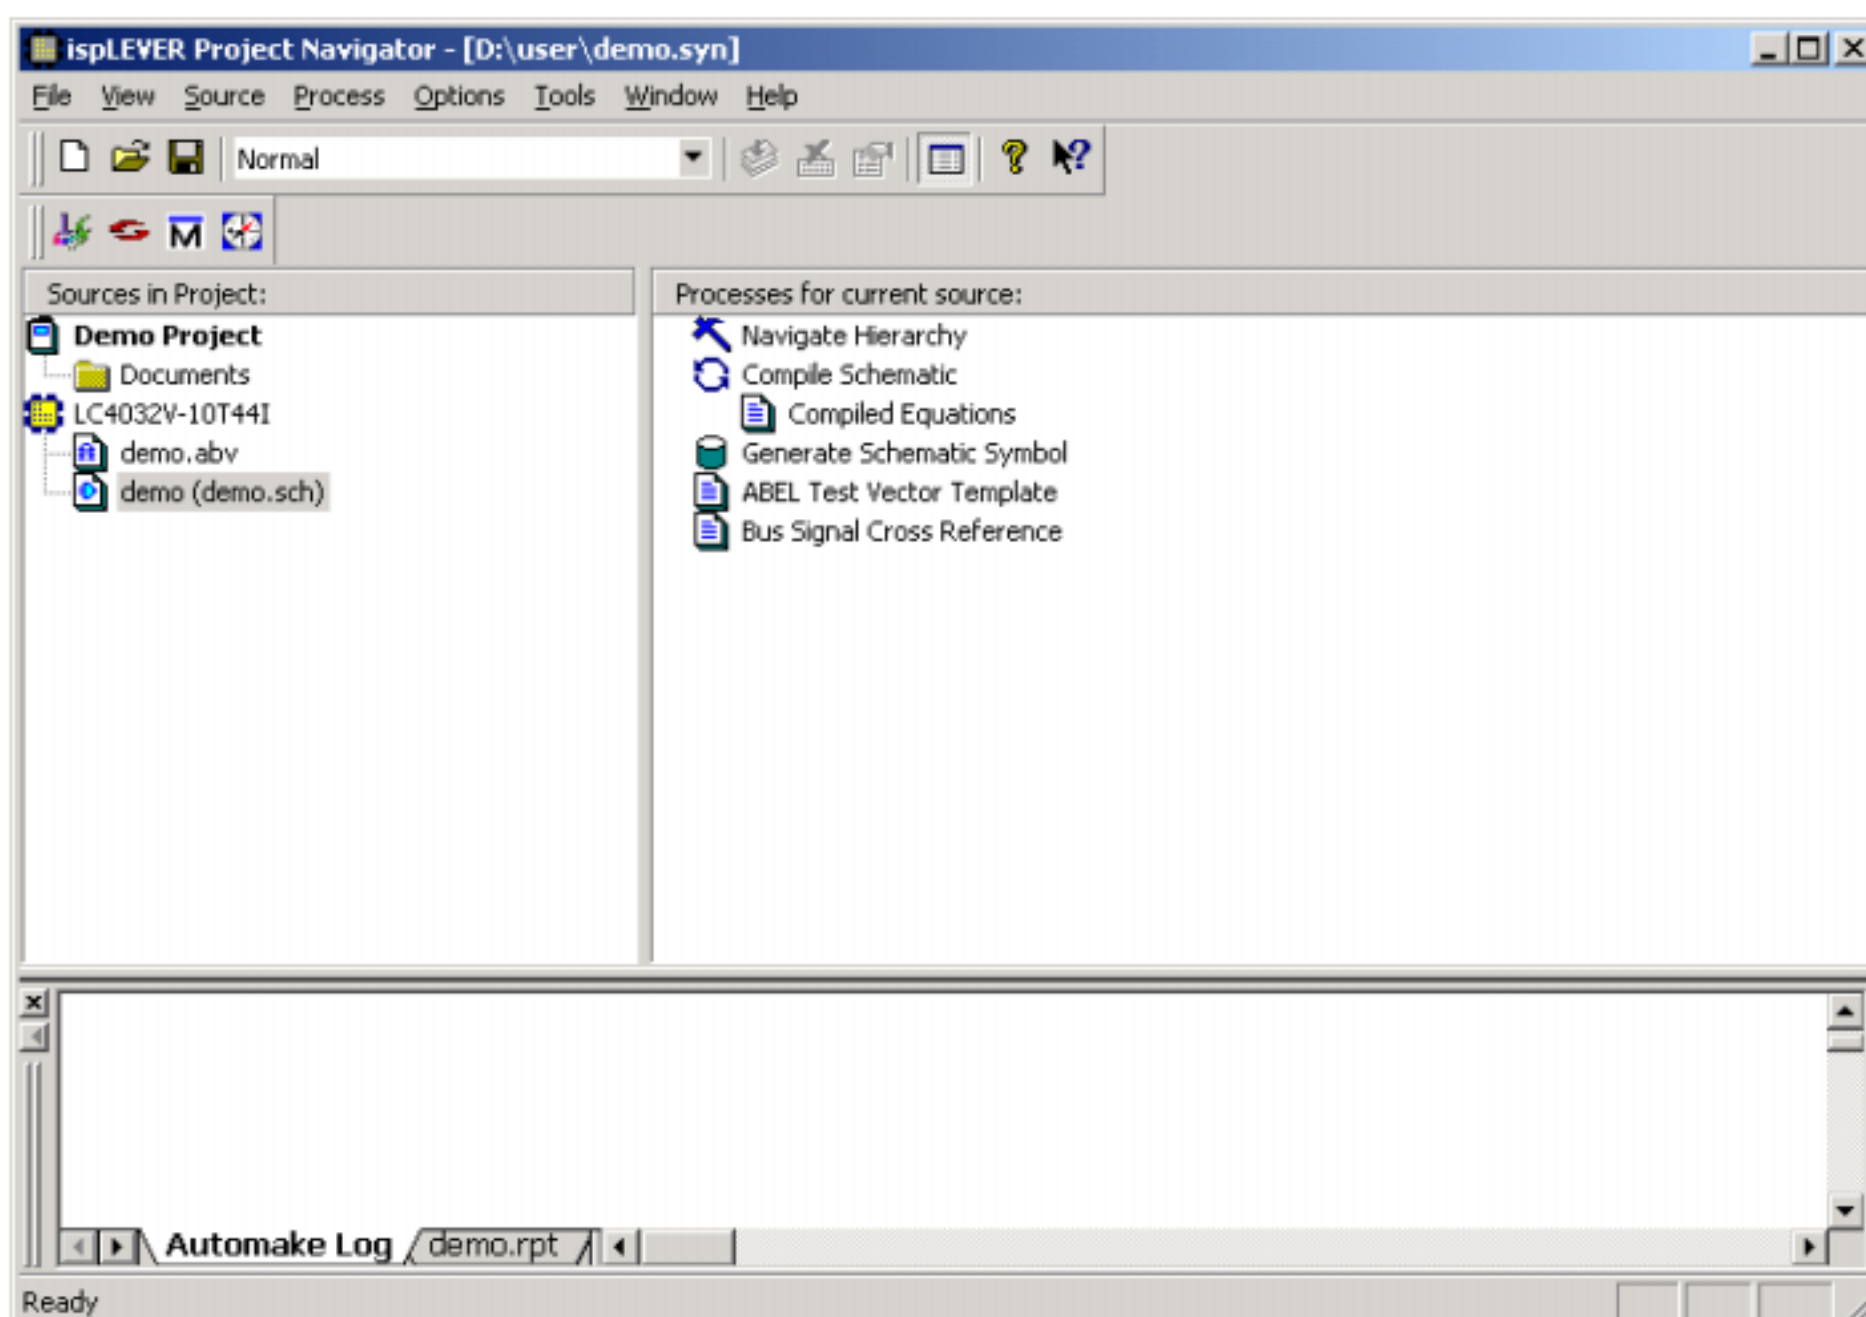 ispLEVER Project Navigator - [D:\user\demo.syn]
File View Source Process Options Tools Window Help
Normal
Sources in Project:
Processes for current source:
Demo Project
Documents
LC4032V-10T44I
demo.abv
demo (demo.sch)
Navigate Hierarchy
Compile Schematic
Compiled Equations
Generate Schematic Symbol
ABEL Test Vector Template
Bus Signal Cross Reference
Automake Log demo.rpt
Ready